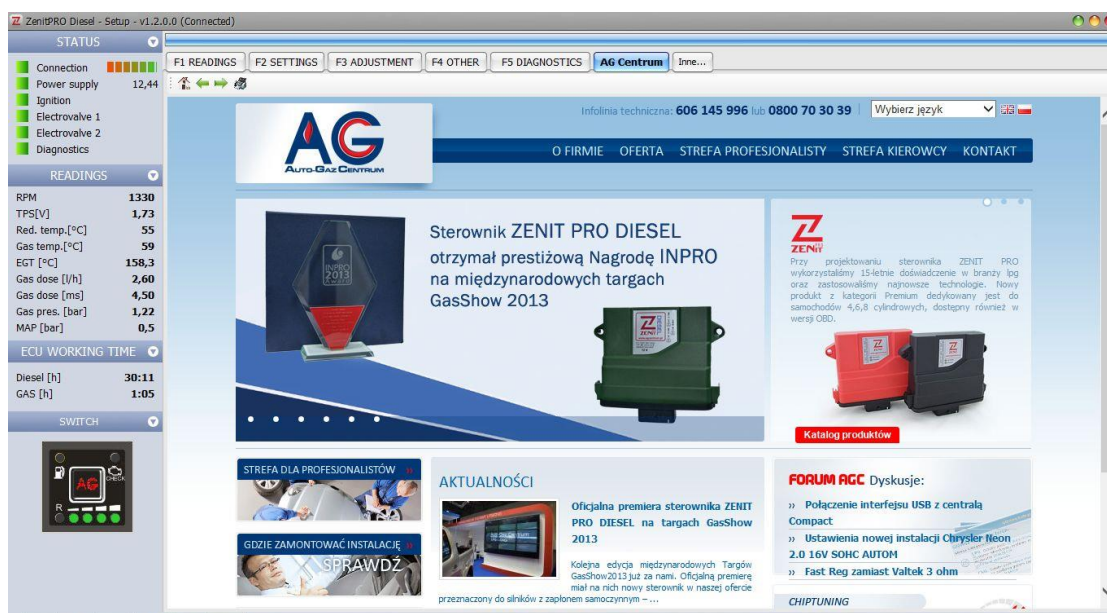 ZenitPRO Diesel - Setup - v1.2.0.0 (Connected)
STATUS
Connection
Power supply 12,44
Ignition
Electrovalve 1
Electrovalve 2
Diagnostics
READINGS
RPM 1330
TPS[V] 1,73
Red. temp.[°C] 55
Gas temp.[°C] 59
EGT [°C] 158,3
Gas dose [l/h] 2,60
Gas dose [ms] 4,50
Gas pres. [bar] 1,22
MAP [bar] 0,5
ECU WORKING TIME
Diesel [h] 30:11
GAS [h] 1:05
SWITCH
AG
CHECK
R
F1 READINGS F2 SETTINGS F3 ADJUSTMENT F4 OTHER F5 DIAGNOSTICS AG Centrum Inne...
Infolinia techniczna: 606 145 996 lub 0800 70 30 39 Wybierz język
AG
AUTO-GAZ CENTRUM
O FIRMIE OFERTA STREFA PROFESJONALISTY STREFA KIEROWCY KONTAKT
INPRO
2013
Sterownik ZENIT PRO DIESEL
otrzymał prestiżową Nagrodę INPRO
na międzynarodowych targach
GasShow 2013
ZENIT
DIESEL
ZENIT
Przy projektowaniu sterownika ZENIT PRO
wykorzystaliśmy 15-letnie doświadczenie w branży lpg
oraz zastosowaliśmy najnowsze technologie. Nowy
produkt z kategorii Premium dedykowany jest do
samochodów 4,6,8 cylindrowych, dostępny również w
wersji OBD.
Katalog produktów
STREFA DLA PROFESJONALISTÓW »
GDZIE ZAMONTOWAĆ INSTALACJĘ »
SPRAWDŹ
AKTUALNOŚCI
Oficjalna premiera sterownika ZENIT
PRO DIESEL na targach GasShow
2013
Kolejna edycja międzynarodowych Targów
GasShow2013 już za nami. Oficjalną premierę
miał na nich nowy sterownik w naszej ofercie
przeznaczony do silników z zapłonem samoczynnym – ...
FORUM AGC Dyskusje:
» Połączenie interfejsu USB z centralą
Compact
» Ustawienia nowej instalacji Chrysler Neon
2.0 16V SOHC AUTOM
» Fast Reg zamiast Valtek 3 ohm
CHIPTUNING